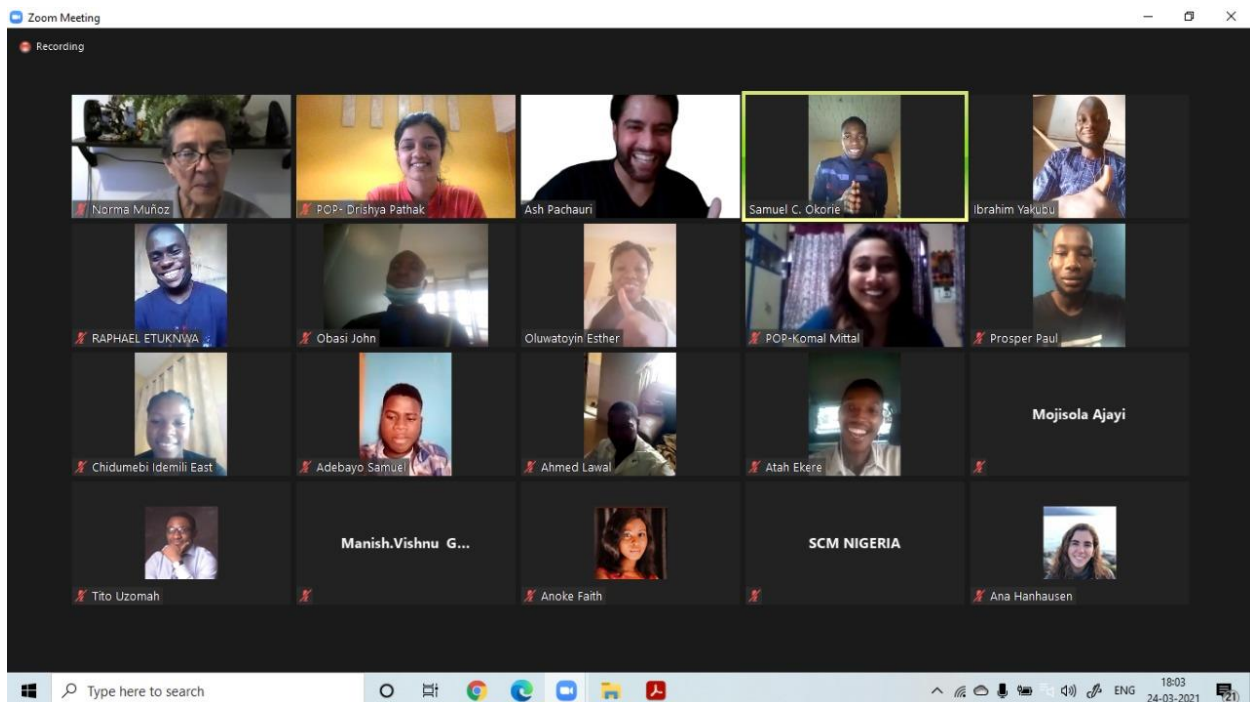 Zoom Meeting
Recording
Norma Muñoz
POP- Drishya Pathak
Ash Pachauri
Samuel C. Okorie
Ibrahim Yakubu
RAPHAEL ETUKNWA
Obasi John
Oluwatoyin Esther
POP-Komal Mittal
Prosper Paul
Chidumebi Idemili East
Adebayo Samuel
Ahmed Lawal
Atah Ekere
Mojisola Ajayi
Tito Uzomah
Manish.Vishnu G...
Anoke Faith
SCM NIGERIA
Ana Hanhausen
Type here to search
ENG
18:03
24-03-2021
21